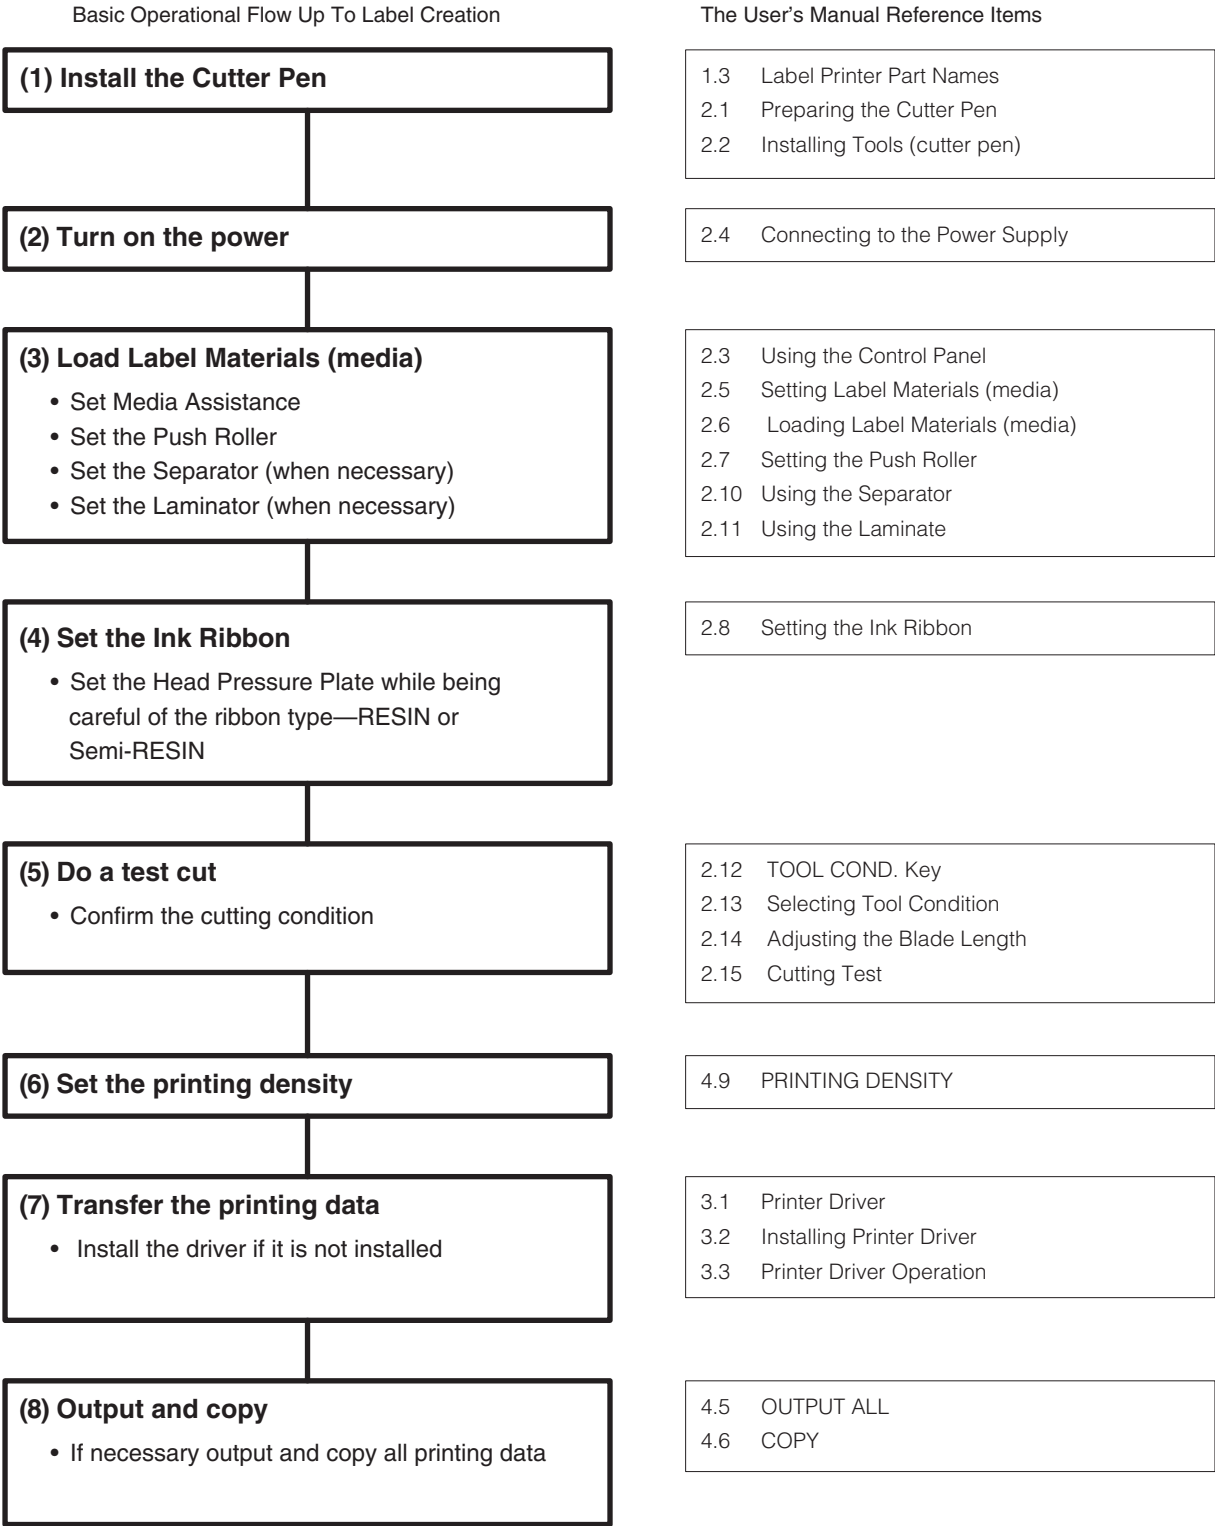 Basic Operational Flow Up To Label Creation
The User's Manual Reference Items
(1) Install the Cutter Pen
1.3 Label Printer Part Names
2.1 Preparing the Cutter Pen
2.2 Installing Tools (cutter pen)
(2) Turn on the power
2.4 Connecting to the Power Supply
(3) Load Label Materials (media)
• Set Media Assistance
• Set the Push Roller
• Set the Separator (when necessary)
• Set the Laminator (when necessary)
2.3 Using the Control Panel
2.5 Setting Label Materials (media)
2.6 Loading Label Materials (media)
2.7 Setting the Push Roller
2.10 Using the Separator
2.11 Using the Laminate
(4) Set the Ink Ribbon
• Set the Head Pressure Plate while being
careful of the ribbon type—RESIN or
Semi-RESIN
2.8 Setting the Ink Ribbon
(5) Do a test cut
• Confirm the cutting condition
2.12 TOOL COND. Key
2.13 Selecting Tool Condition
2.14 Adjusting the Blade Length
2.15 Cutting Test
(6) Set the printing density
4.9 PRINTING DENSITY
(7) Transfer the printing data
• Install the driver if it is not installed
3.1 Printer Driver
3.2 Installing Printer Driver
3.3 Printer Driver Operation
(8) Output and copy
• If necessary output and copy all printing data
4.5 OUTPUT ALL
4.6 COPY